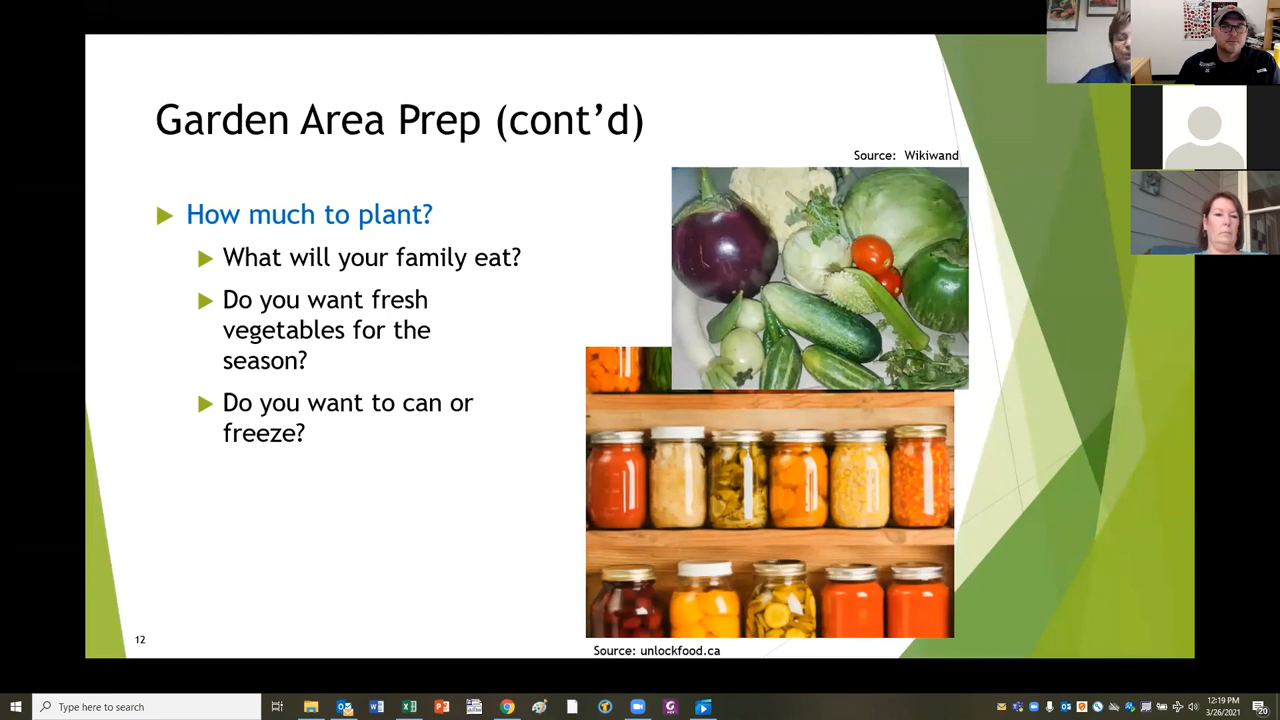 Garden Area Prep (cont’d)
Source: Wikiwand
How much to plant?
What will your family eat?
Do you want fresh
vegetables for the
season?
Do you want to can or
freeze?
12
Source: unlockfood.ca
Type here to search
12:19 PM
3/26/2021
20